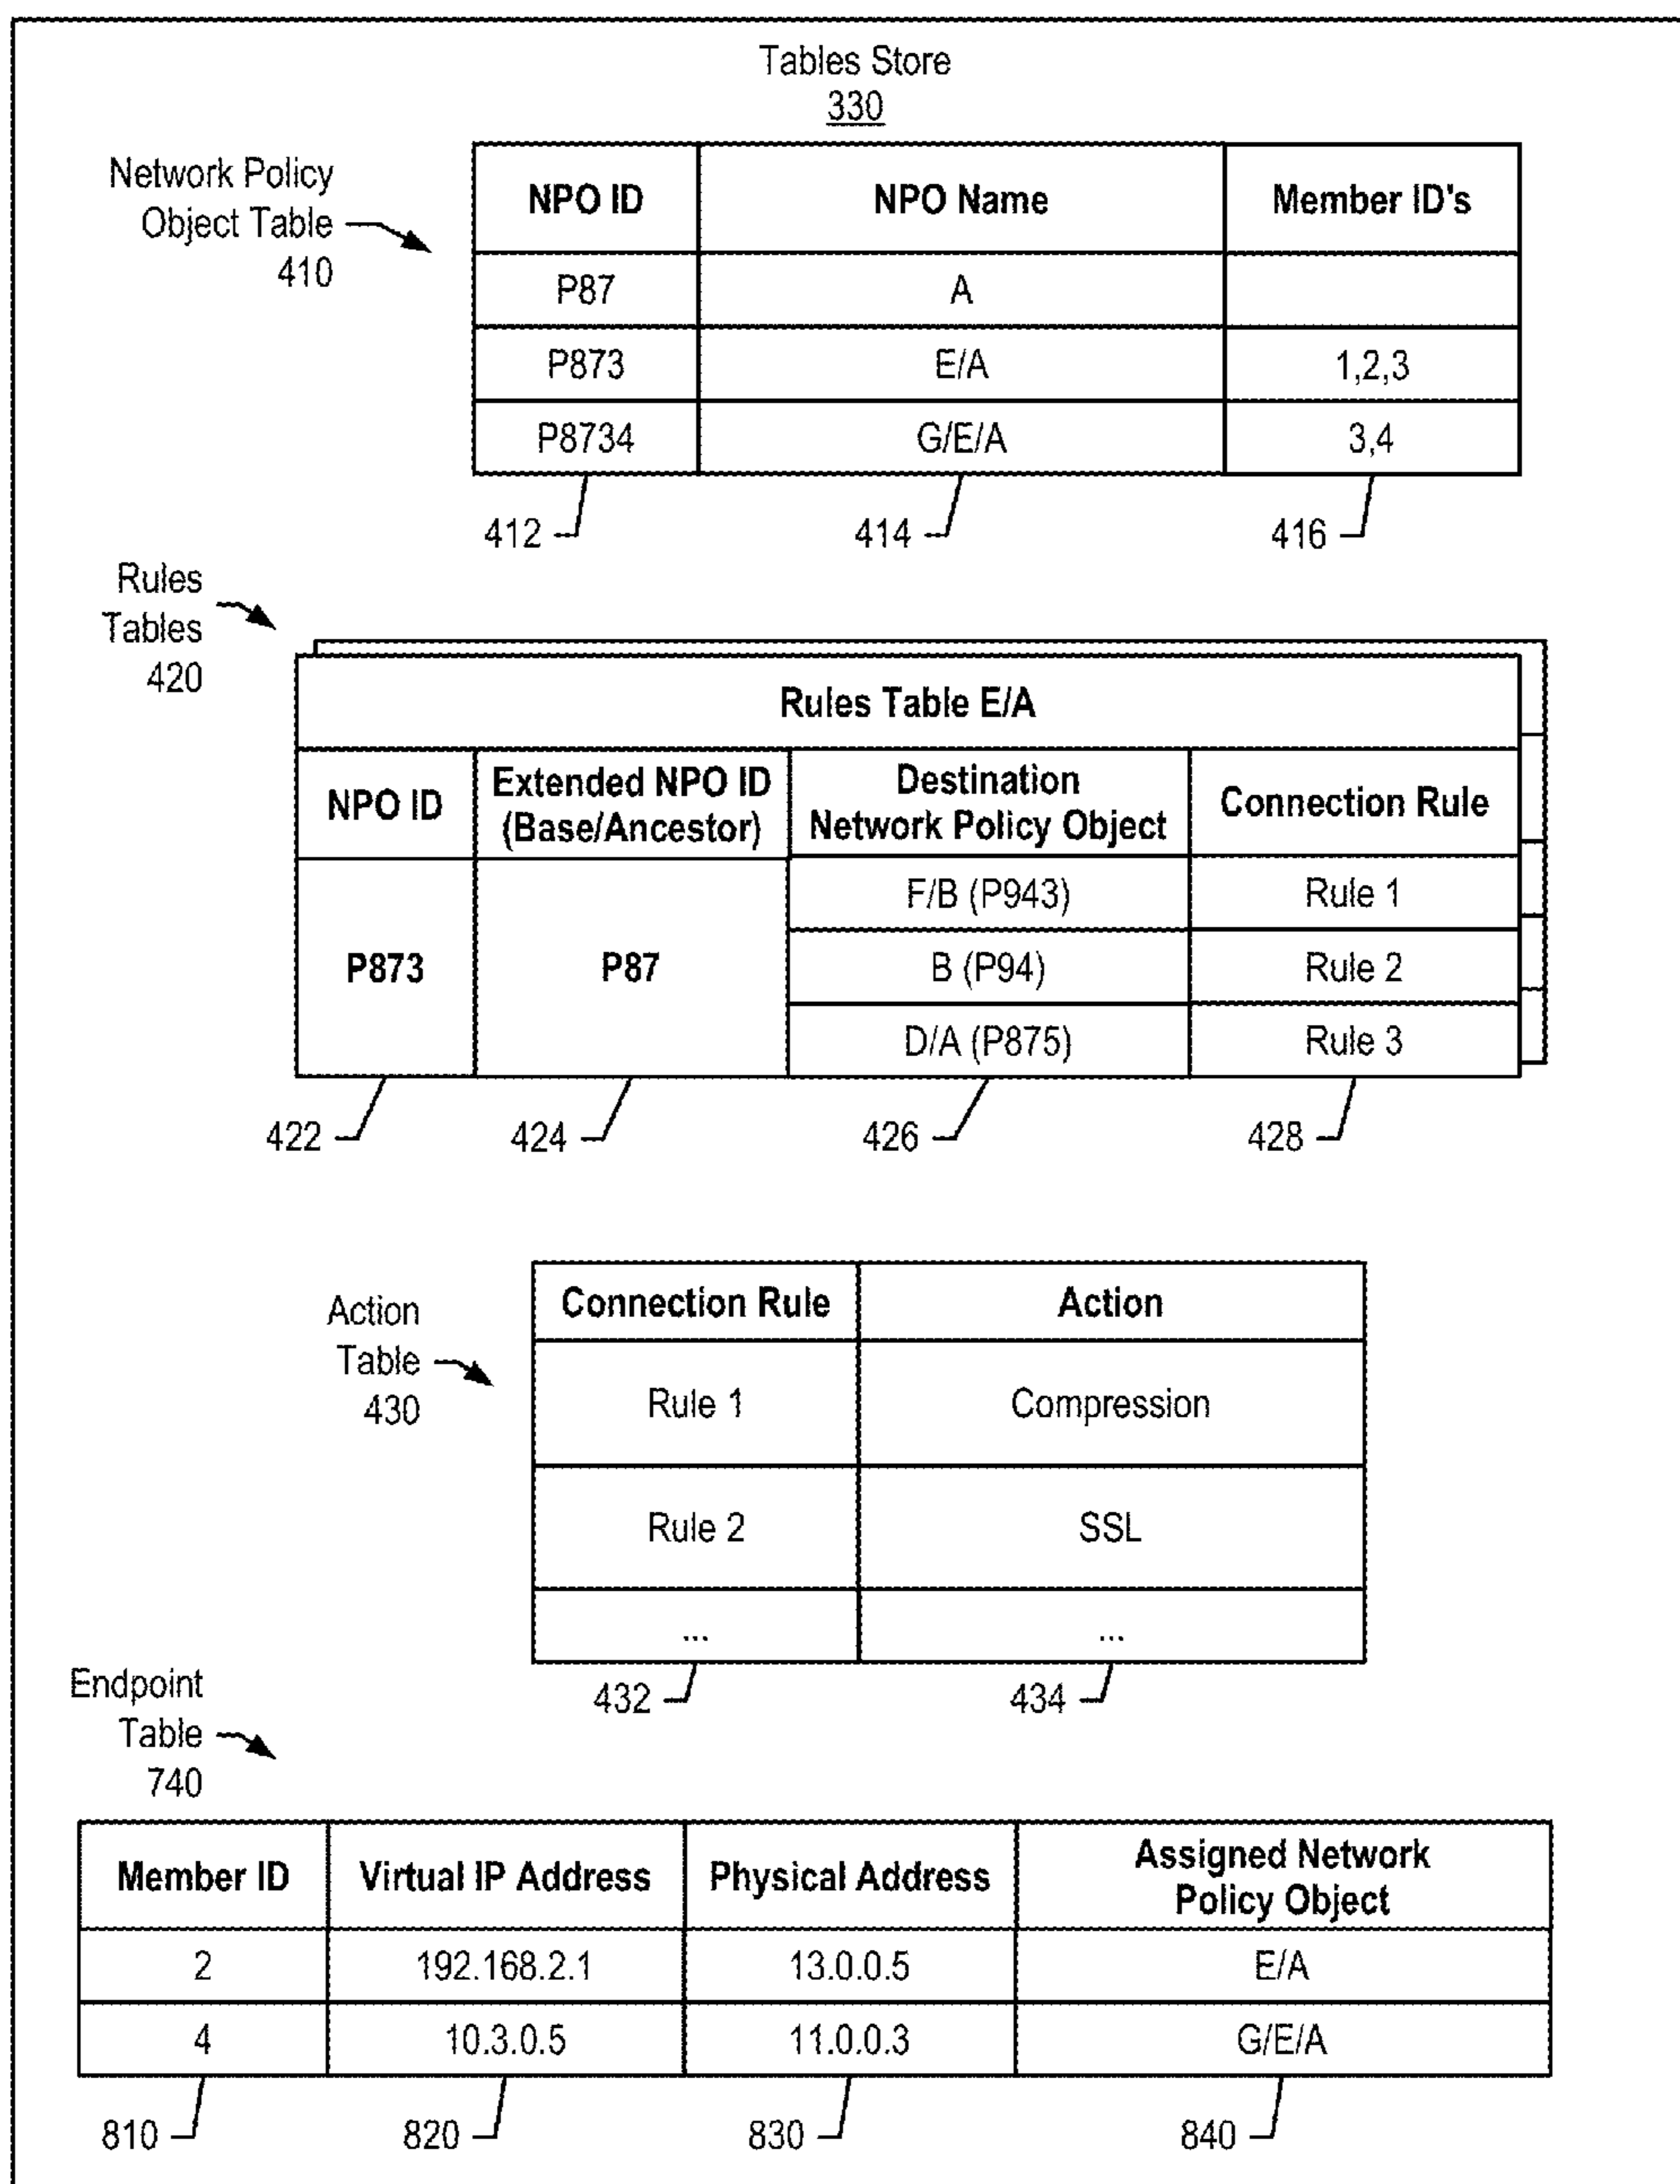 Tables Store
330
Network Policy
Object Table
410
NPO ID NPO Name Member ID's
P87 A
P873 E/A 1,2,3
P8734 G/E/A 3,4
412 414 416
Rules
Tables
420
Rules Table E/A
NPO ID Extended NPO ID (Base/Ancestor) Destination Network Policy Object Connection Rule
P873 P87
F/B (P943) Rule 1
B (P94) Rule 2
D/A (P875) Rule 3
422 424 426 428
Action
Table
430
Connection Rule Action
Rule 1 Compression
Rule 2 SSL
... ...
432 434
Endpoint
Table
740
Member ID Virtual IP Address Physical Address Assigned Network Policy Object
2 192.168.2.1 13.0.0.5 E/A
4 10.3.0.5 11.0.0.3 G/E/A
810 820 830 840